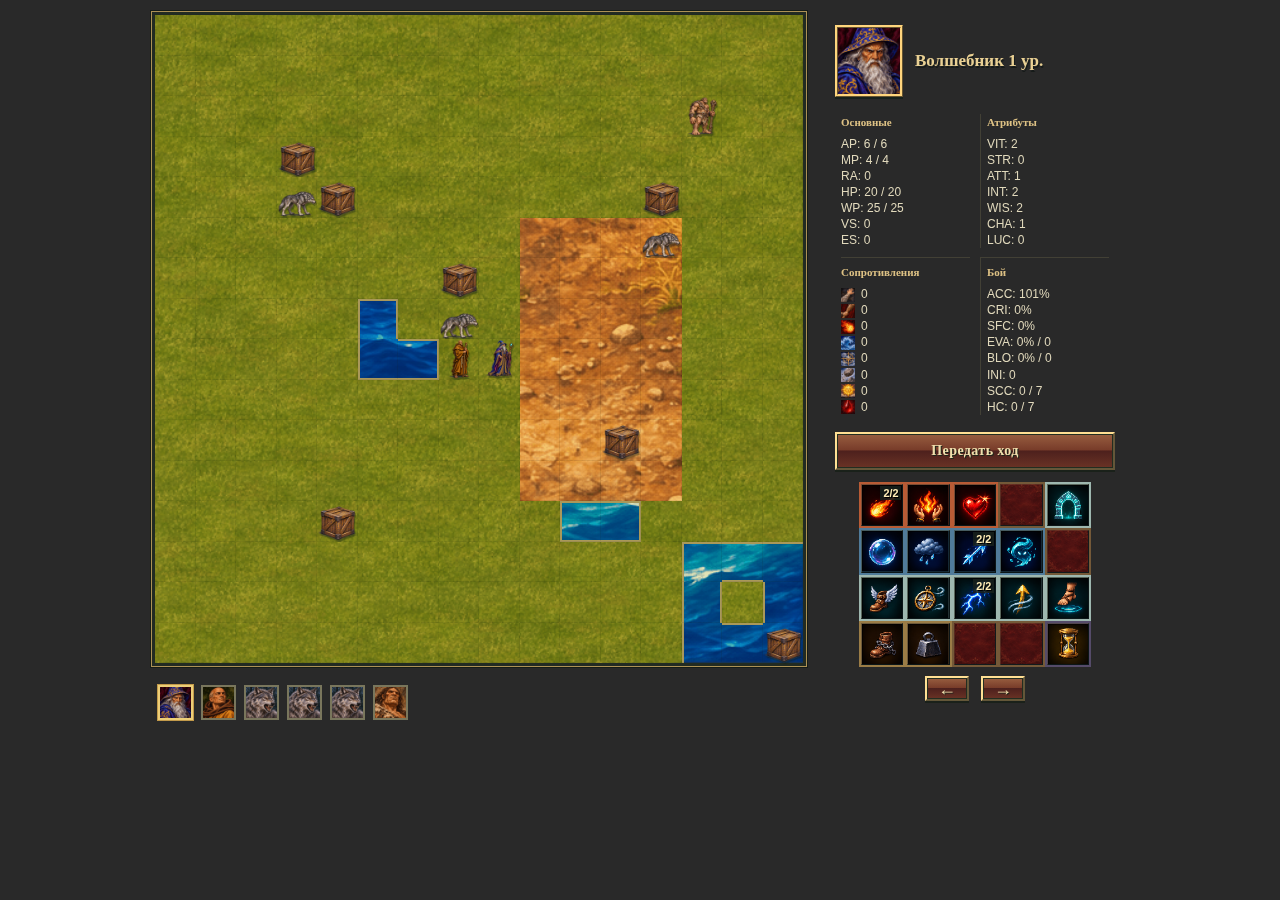 Волшебник 1 ур.
Основные
AP: 6 / 6
MP: 4 / 4
RA: 0
HP: 20 / 20
WP: 25 / 25
VS: 0
ES: 0
Атрибуты
VIT: 2
STR: 0
ATT: 1
INT: 2
WIS: 2
CHA: 1
LUC: 0
Сопротивления
0
0
0
0
0
0
0
0
Бой
ACC: 101%
CRI: 0%
SFC: 0%
EVA: 0% / 0
BLO: 0% / 0
INI: 0
SCC: 0 / 7
HC: 0 / 7
Передать ход
2/2
2/2
2/2
← →